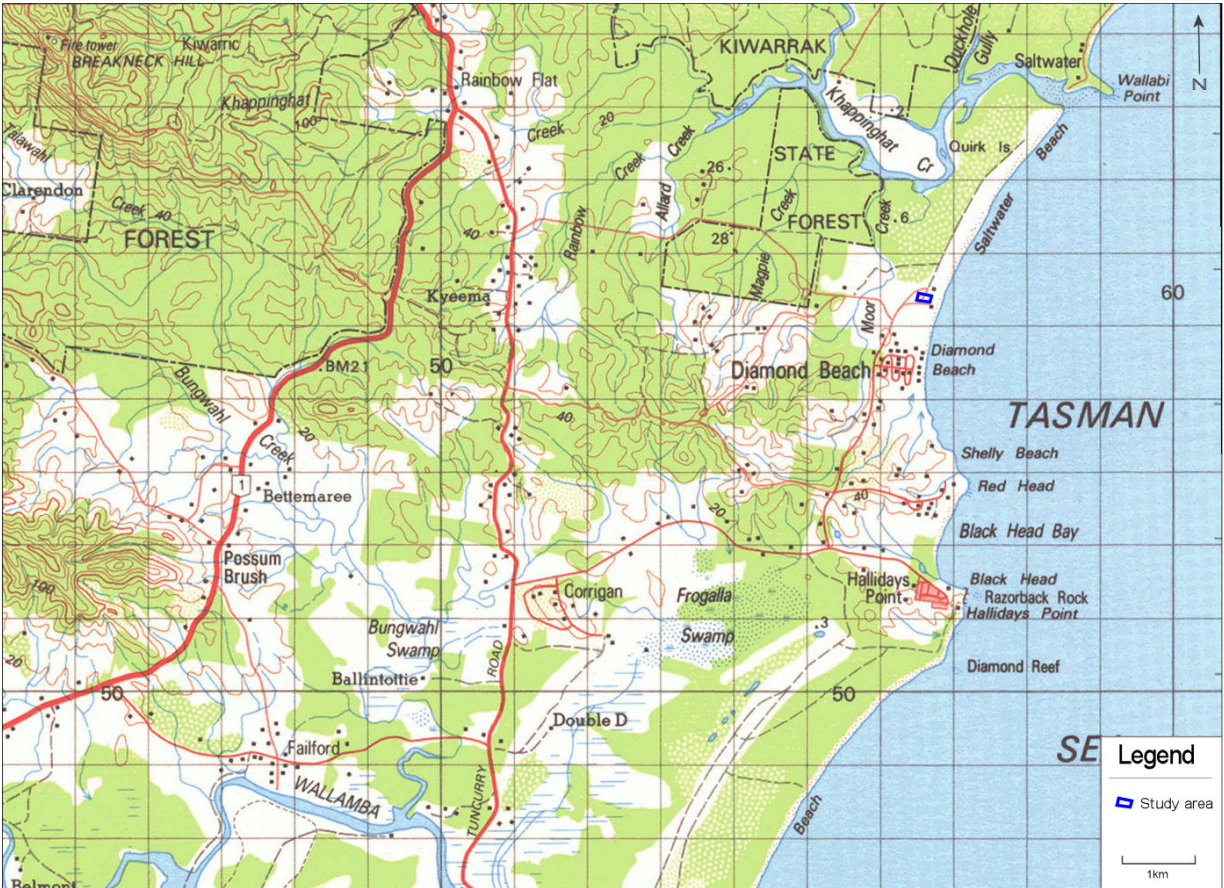 Fire tower
BREAKNECK HILL
Kiwarric
Khappinghat
100
Talawahl
Clarendon
Creek 40
FOREST
Rainbow Flat
Creek
20
Creek
Creek
Allard
Rainbow
40
Kyeema
KIWARRAK
26
STATE
Creek
FOREST
28
Magpie
Creek
6
Khappinghat
Cr
Duckhole
Gully
Saltwater
Wallabi
Point
Quirk Is.
Beach
Saltwater
N
60
Moor
Diamond Beach
Diamond
Beach
TASMAN
50
BM21
Bungwahl
Creek
20
40
1
Bettemaree
Possum
Brush
100
20
Shelly Beach
Red Head
40
20
Black Head Bay
Hallidays
Point
Black Head
Razorback Rock
Hallidays Point
Diamond Reef
Corrigan
Frogalla
Swamp
3
Bungwahl
Swamp
ROAD
Ballintottie
50
50
Double D
Failford
WALLAMBA
TUNGURRY
Beach
Belmont
SE
Legend
Study area
1km